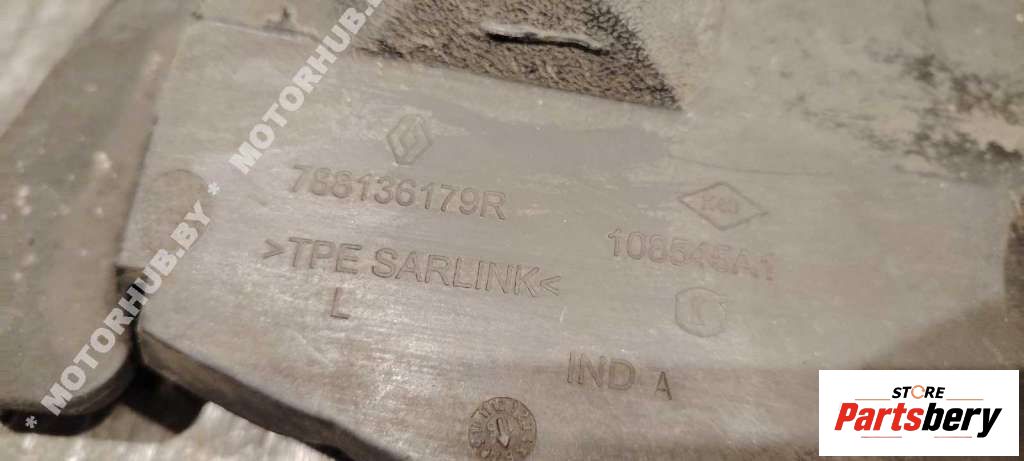 788136179R
>TPE SARLINK<
L
108545A1
IND A
* MOTORHUB.BY * MOTORHUB.BY *
STORE
Partsbery